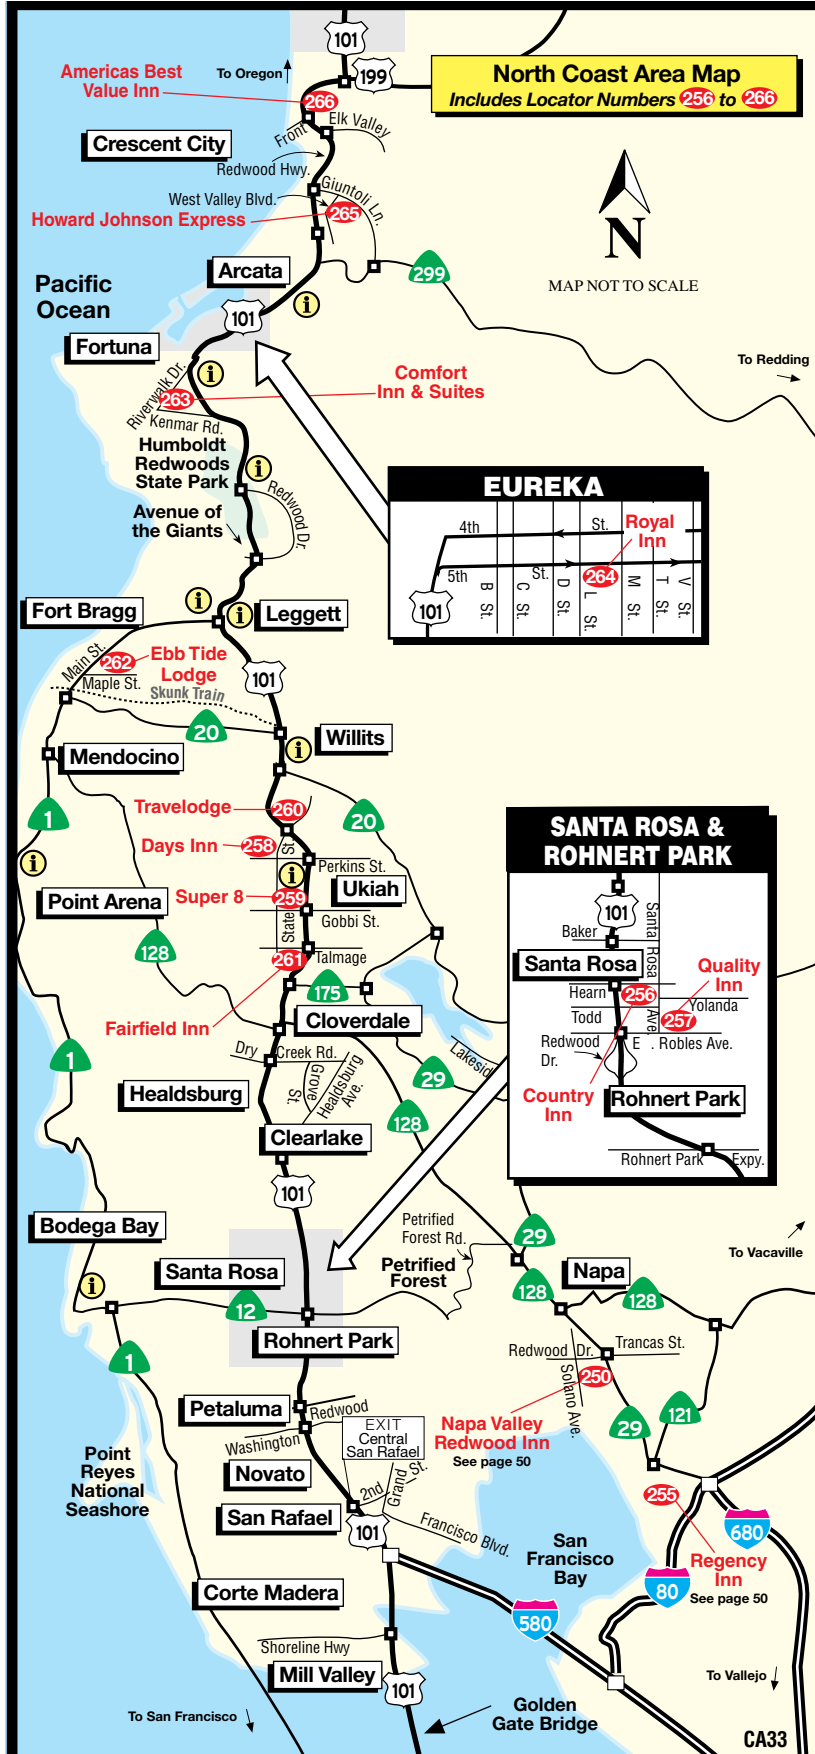 101
199
North Coast Area Map
Includes Locator Numbers 256 to 266
Americas Best
Value Inn
To Oregon
266
Front
Elk Valley
Crescent City
Redwood Hwy.
Giuntoli Ln.
West Valley Blvd.
Howard Johnson Express
265
N
MAP NOT TO SCALE
Arcata
299
Pacific
Ocean
i
101
Fortuna
To Redding
i
Riverwalk Dr.
Comfort
Inn & Suites
263
Kenmar Rd.
Humboldt
Redwoods
State Park
i
Redwood Dr.
Avenue of
the Giants
EUREKA
4th
St.
Royal
Inn
5th
St.
264
101
B St.
C St.
D St.
L St.
M St.
T St.
V St.
i
i
Fort Bragg
Leggett
Main St.
262
Ebb Tide
Lodge
Maple St.
Skunk Train
101
20
Willits
i
Mendocino
1
Travelodge
260
20
Days Inn
258
St.
i
Perkins St.
i
Super 8
259
Ukiah
Point Arena
State
Gobbi St.
128
261
Talmage
175
Fairfield Inn
Cloverdale
SANTA ROSA &
ROHNERT PARK
101
Santa Rosa Ave.
Baker
Santa Rosa
Quality
Inn
Hearn
256
Yolanda
Todd
257
Redwood
Dr.
E. Robles Ave.
Country
Inn
Rohnert Park
Rohnert Park Expy.
1
Dry
Creek Rd.
Lakeside
29
Grove St.
Healdsburg Ave.
Healdsburg
128
Clearlake
101
Bodega Bay
Petrified
Forest Rd.
29
To Vacaville
Petrified
Forest
Santa Rosa
i
12
128
Napa
128
Rohnert Park
1
Redwood Dr.
Trancas St.
Solano Ave.
250
Petaluma
Redwood
Washington
EXIT
Central
San Rafael
Napa Valley
Redwood Inn
See page 50
29
121
Point
Reyes
National
Seashore
Novato
2nd
St.
Grand
255
San Rafael
101
Francisco Blvd.
San
Francisco
Bay
680
Regency
Inn
See page 50
80
Corte Madera
580
Shoreline Hwy
Mill Valley
101
To Vallejo
To San Francisco
Golden
Gate Bridge
CA33